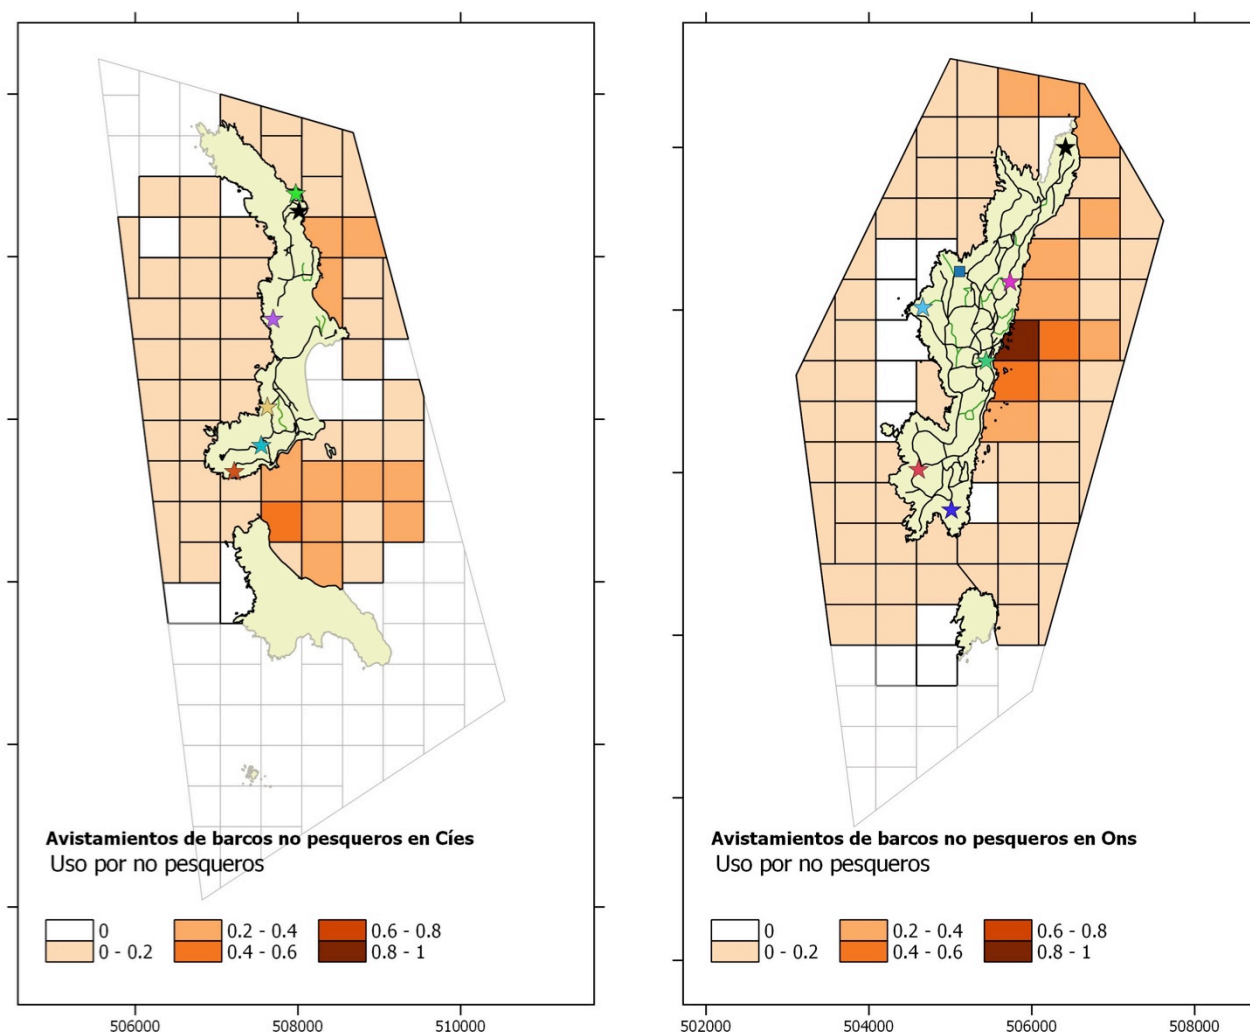 Avistamientos de barcos no pesqueros en Cíes
Uso por no pesqueros
0
0 - 0.2
0.2 - 0.4
0.4 - 0.6
0.6 - 0.8
0.8 - 1
506000
508000
510000
Avistamientos de barcos no pesqueros en Ons
Uso por no pesqueros
0
0 - 0.2
0.2 - 0.4
0.4 - 0.6
0.6 - 0.8
0.8 - 1
502000
504000
506000
508000